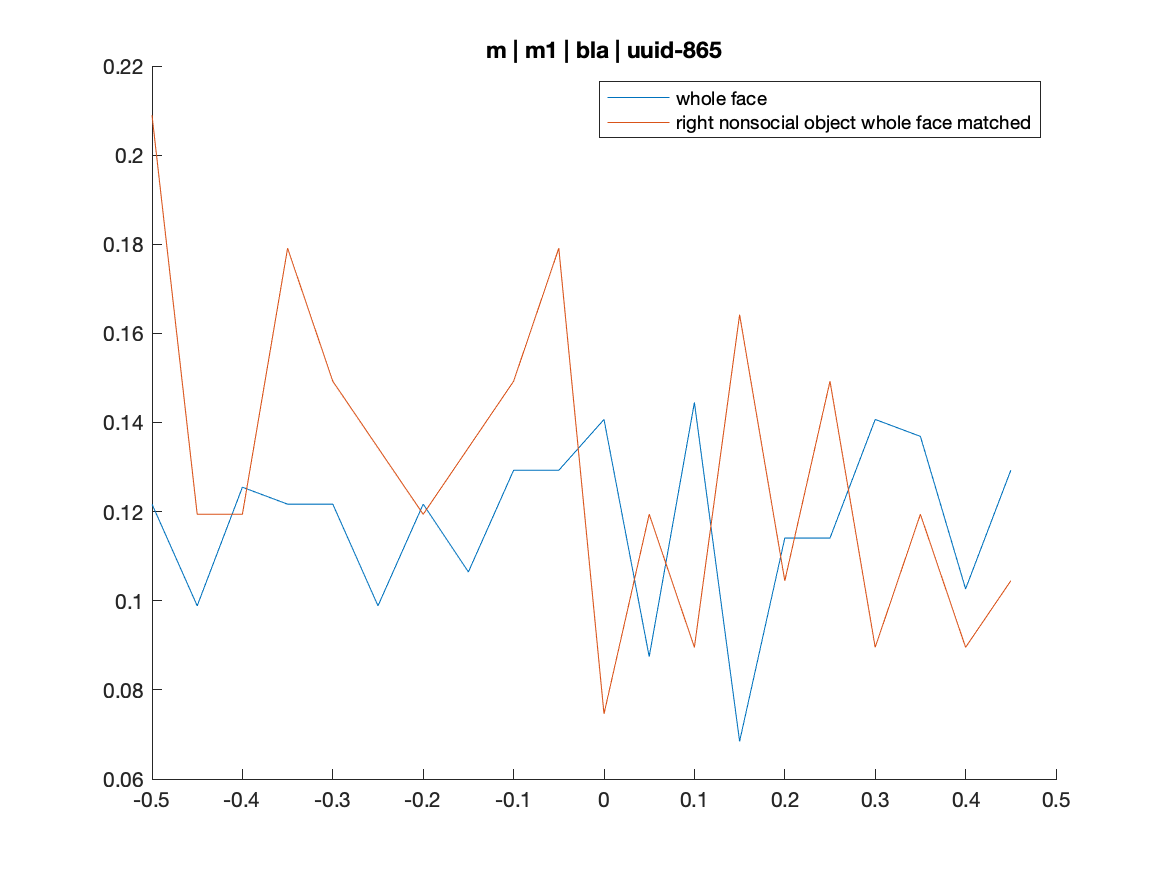 m | m1 | bla | uuid-865
0.22
whole face
right nonsocial object whole face matched
0.2
0.18
0.16
0.14
0.12
0.1
0.08
0.06
-0.5 -0.4 -0.3 -0.2 -0.1 0 0.1 0.2 0.3 0.4 0.5